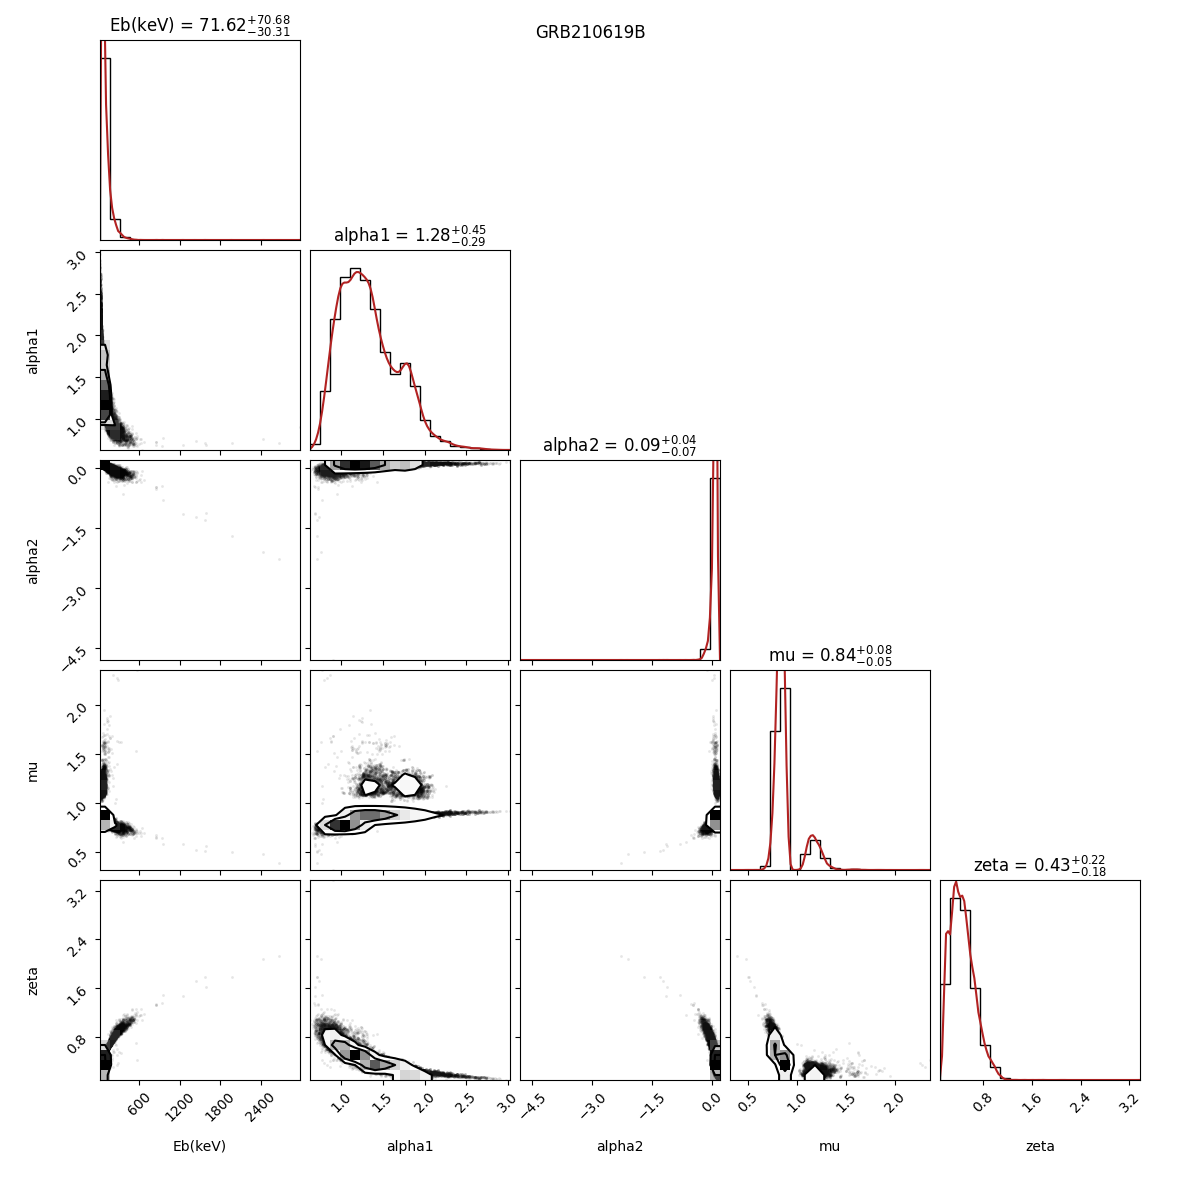 GRB210619B
Eb(keV) = 71.62+70.68−30.31
alpha1 = 1.28+0.45−0.29
alpha2 = 0.09+0.04−0.07
mu = 0.84+0.08−0.05
zeta = 0.43+0.22−0.18
alpha1
3.0
2.5
2.0
1.5
1.0
alpha2
0.0
−1.5
−3.0
−4.5
mu
2.0
1.5
1.0
0.5
zeta
3.2
2.4
1.6
0.8
600 1200 1800 2400
1.0 1.5 2.0 2.5 3.0
−4.5 −3.0 −1.5 0.0
0.5 1.0 1.5 2.0
0.8 1.6 2.4 3.2
Eb(keV) alpha1 alpha2 mu zeta